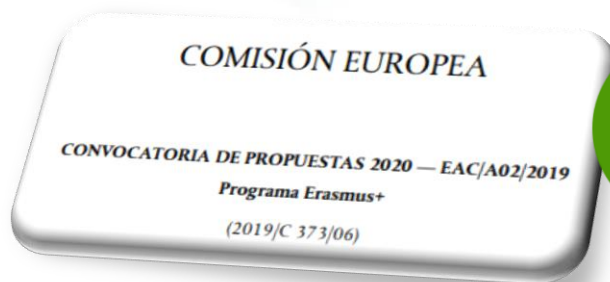 COMISIÓN EUROPEA
CONVOCATORIA DE PROPUESTAS 2020 — EAC/A02/2019
Programa Erasmus+
(2019/C 373/06)